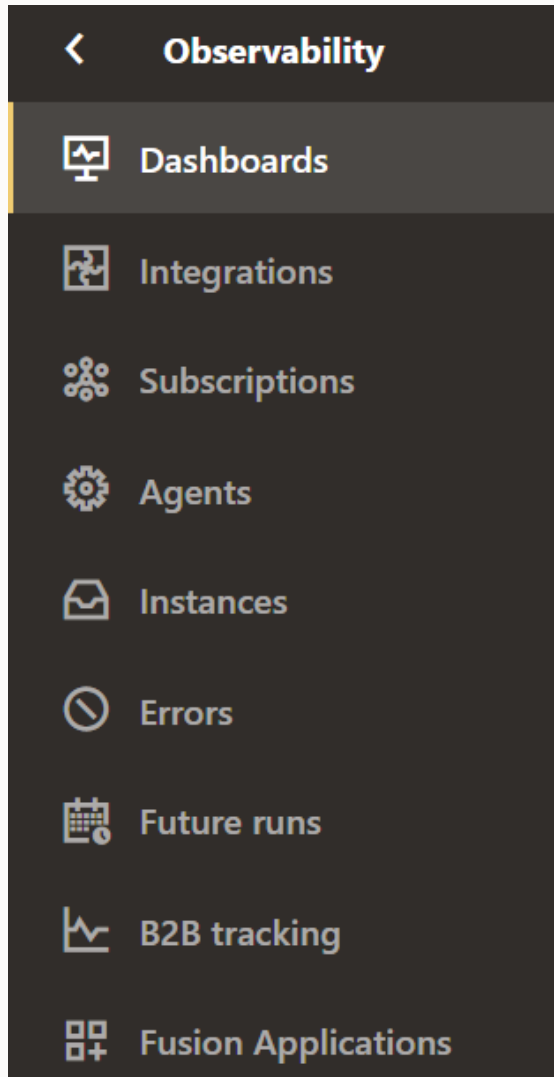 Observability
Dashboards
Integrations
Subscriptions
Agents
Instances
Errors
Future runs
B2B tracking
Fusion Applications